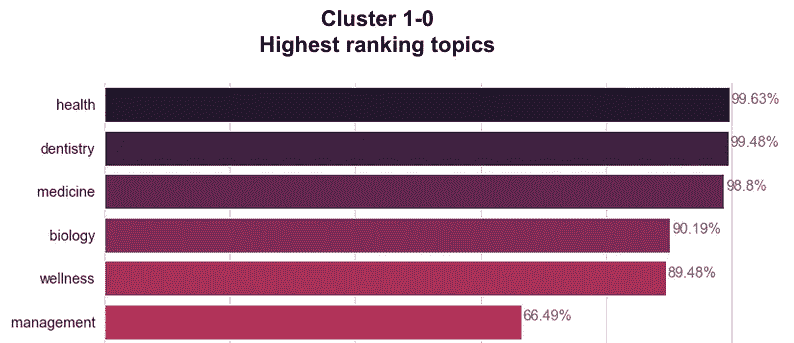 Cluster 1-0
Highest ranking topics
health 99.63%
dentistry 99.48%
medicine 98.8%
biology 90.19%
wellness 89.48%
management 66.49%